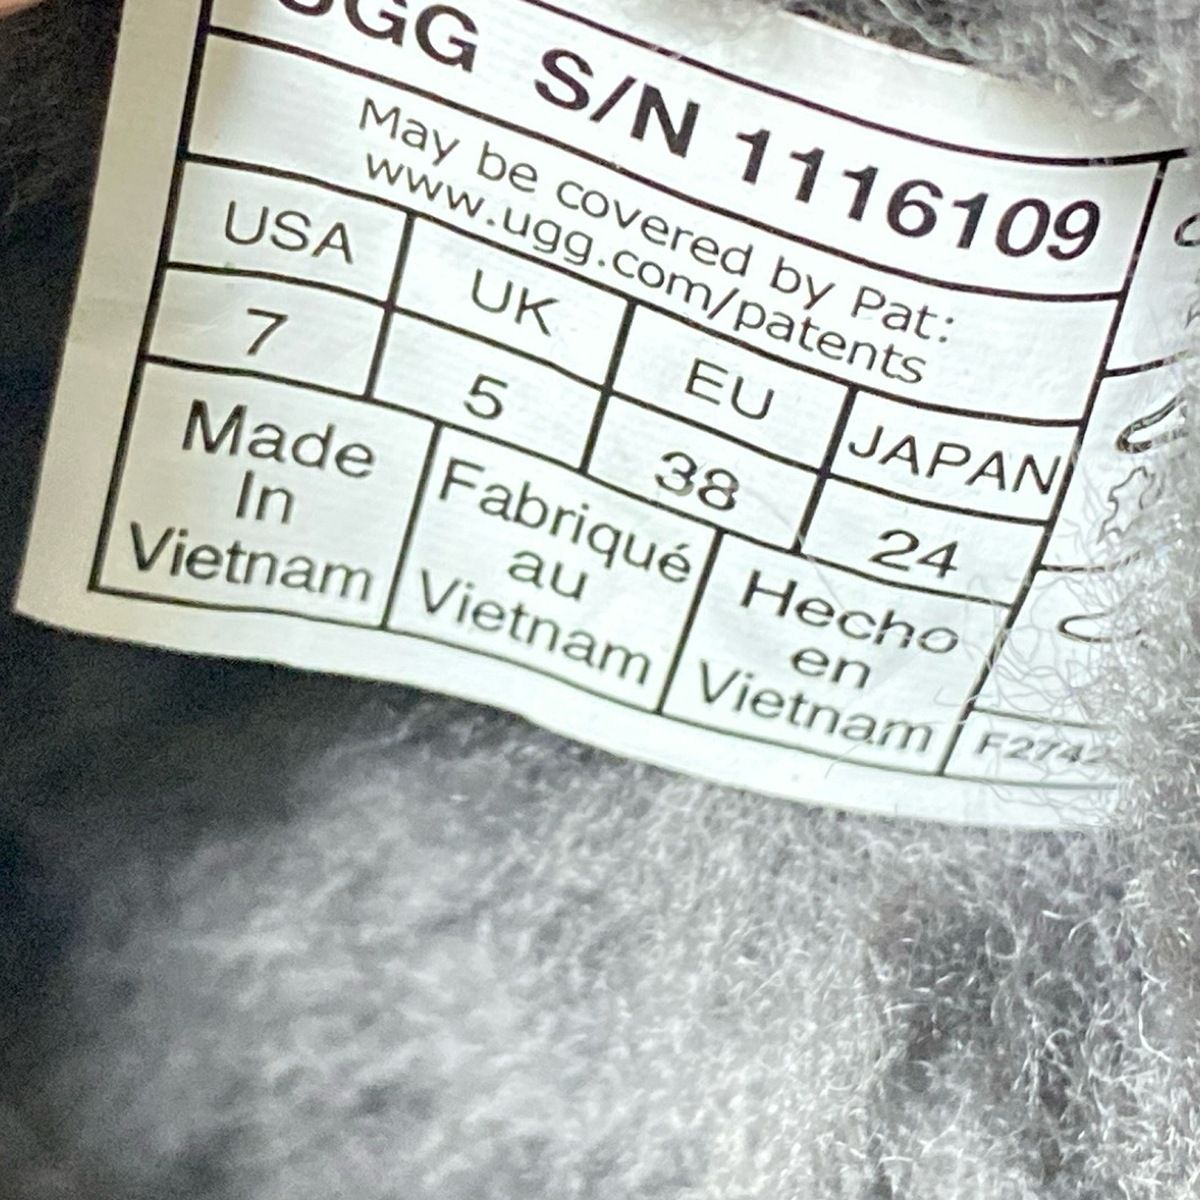 UGG S/N 1116109
May be covered by Pat:
www.ugg.com/patents
USA UK EU JAPAN
7 5 38 24
Made In Vietnam
Fabriqué au Vietnam
Hecho en Vietnam
F2742